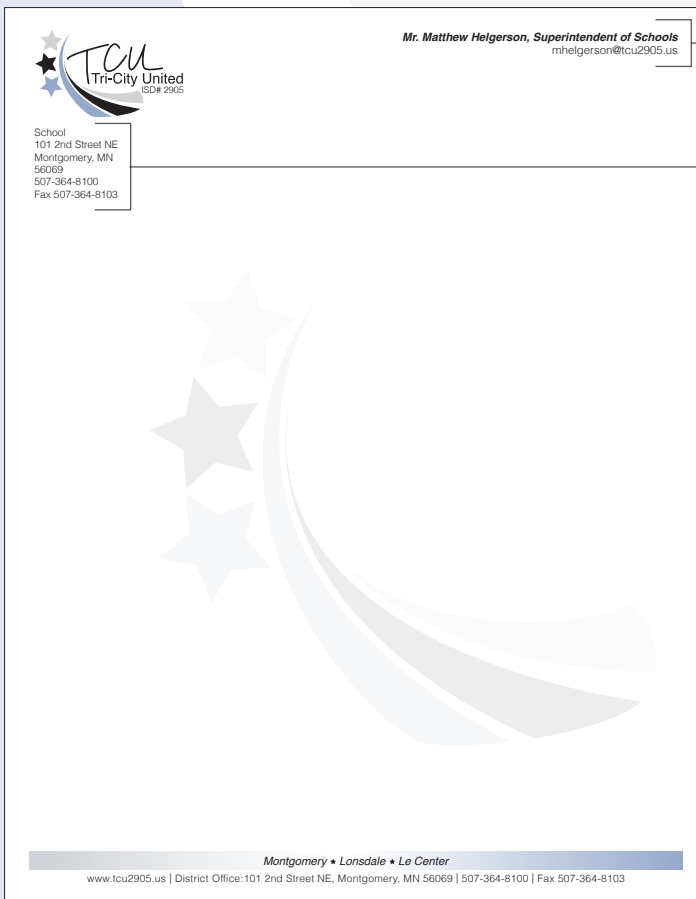 TCU
Tri-City United
ISD# 2905
Mr. Matthew Helgerson, Superintendent of Schools
mhelgerson@tcu2905.us
School
101 2nd Street NE
Montgomery, MN
56069
507-364-8100
Fax 507-364-8103
Montgomery ★ Lonsdale ★ Le Center
www.tcu2905.us | District Office:101 2nd Street NE, Montgomery, MN 56069 | 507-364-8100 | Fax 507-364-8103